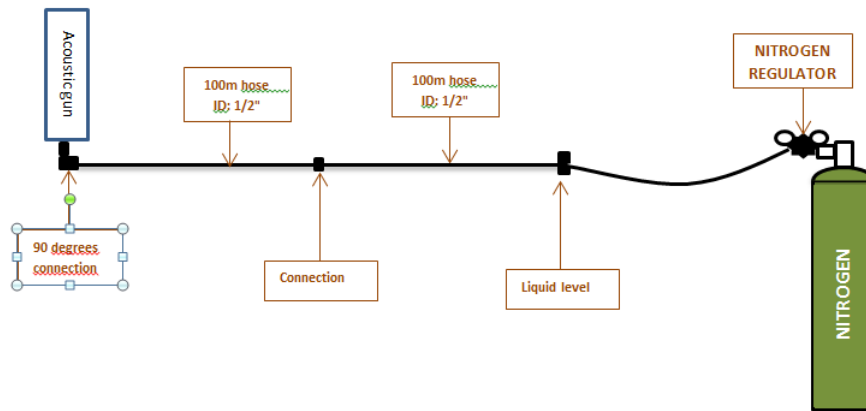 Acoustic gun
100m hose
ID: 1/2"
100m hose
ID: 1/2"
NITROGEN
REGULATOR
90 degrees
connection
Connection
Liquid level
NITROGEN